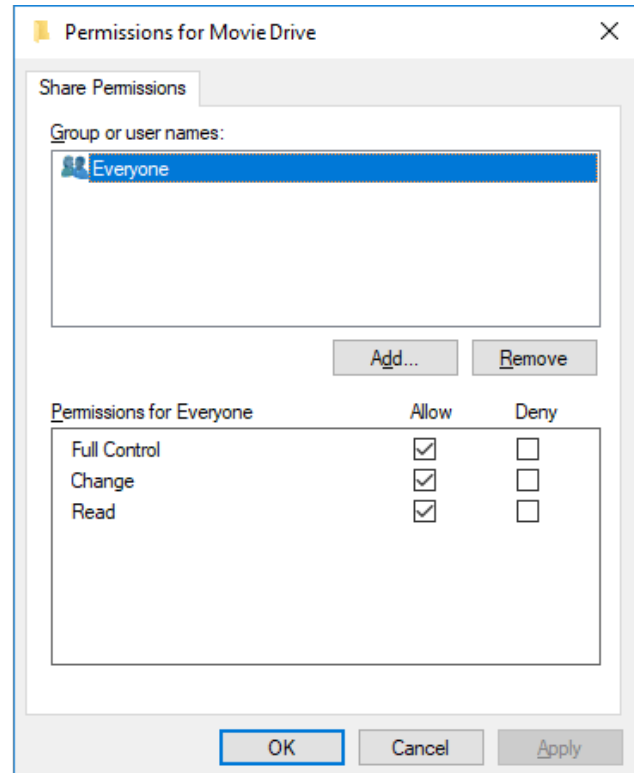 Permissions for Movie Drive
Share Permissions
Group or user names:
Everyone
Add...
Remove
Permissions for Everyone
Allow
Deny
Full Control
Change
Read
OK
Cancel
Apply